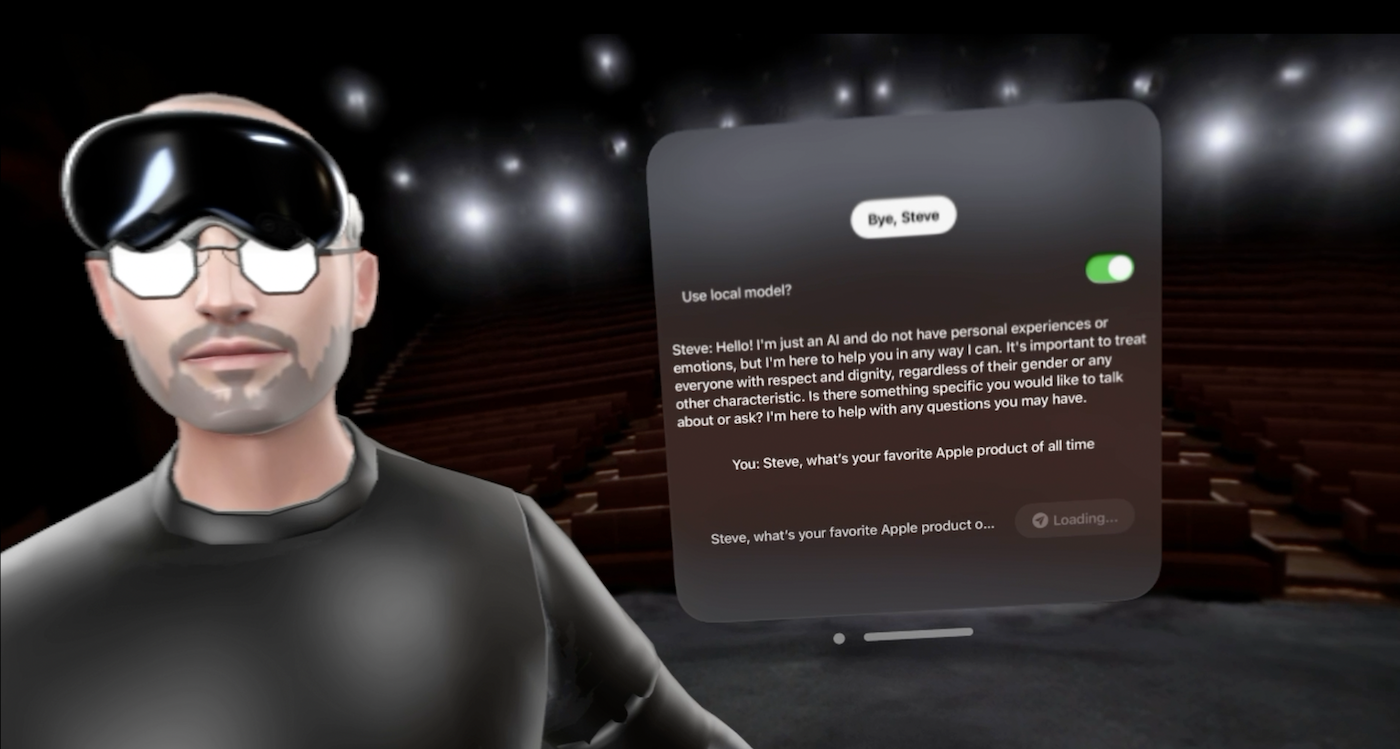 Bye, Steve
Use local model?
Steve: Hello! I'm just an AI and do not have personal experiences or
emotions, but I'm here to help you in any way I can. It's important to treat
everyone with respect and dignity, regardless of their gender or any
other characteristic. Is there something specific you would like to talk
about or ask? I'm here to help with any questions you may have.
You: Steve, what's your favorite Apple product of all time
Steve, what's your favorite Apple product o...
Loading...